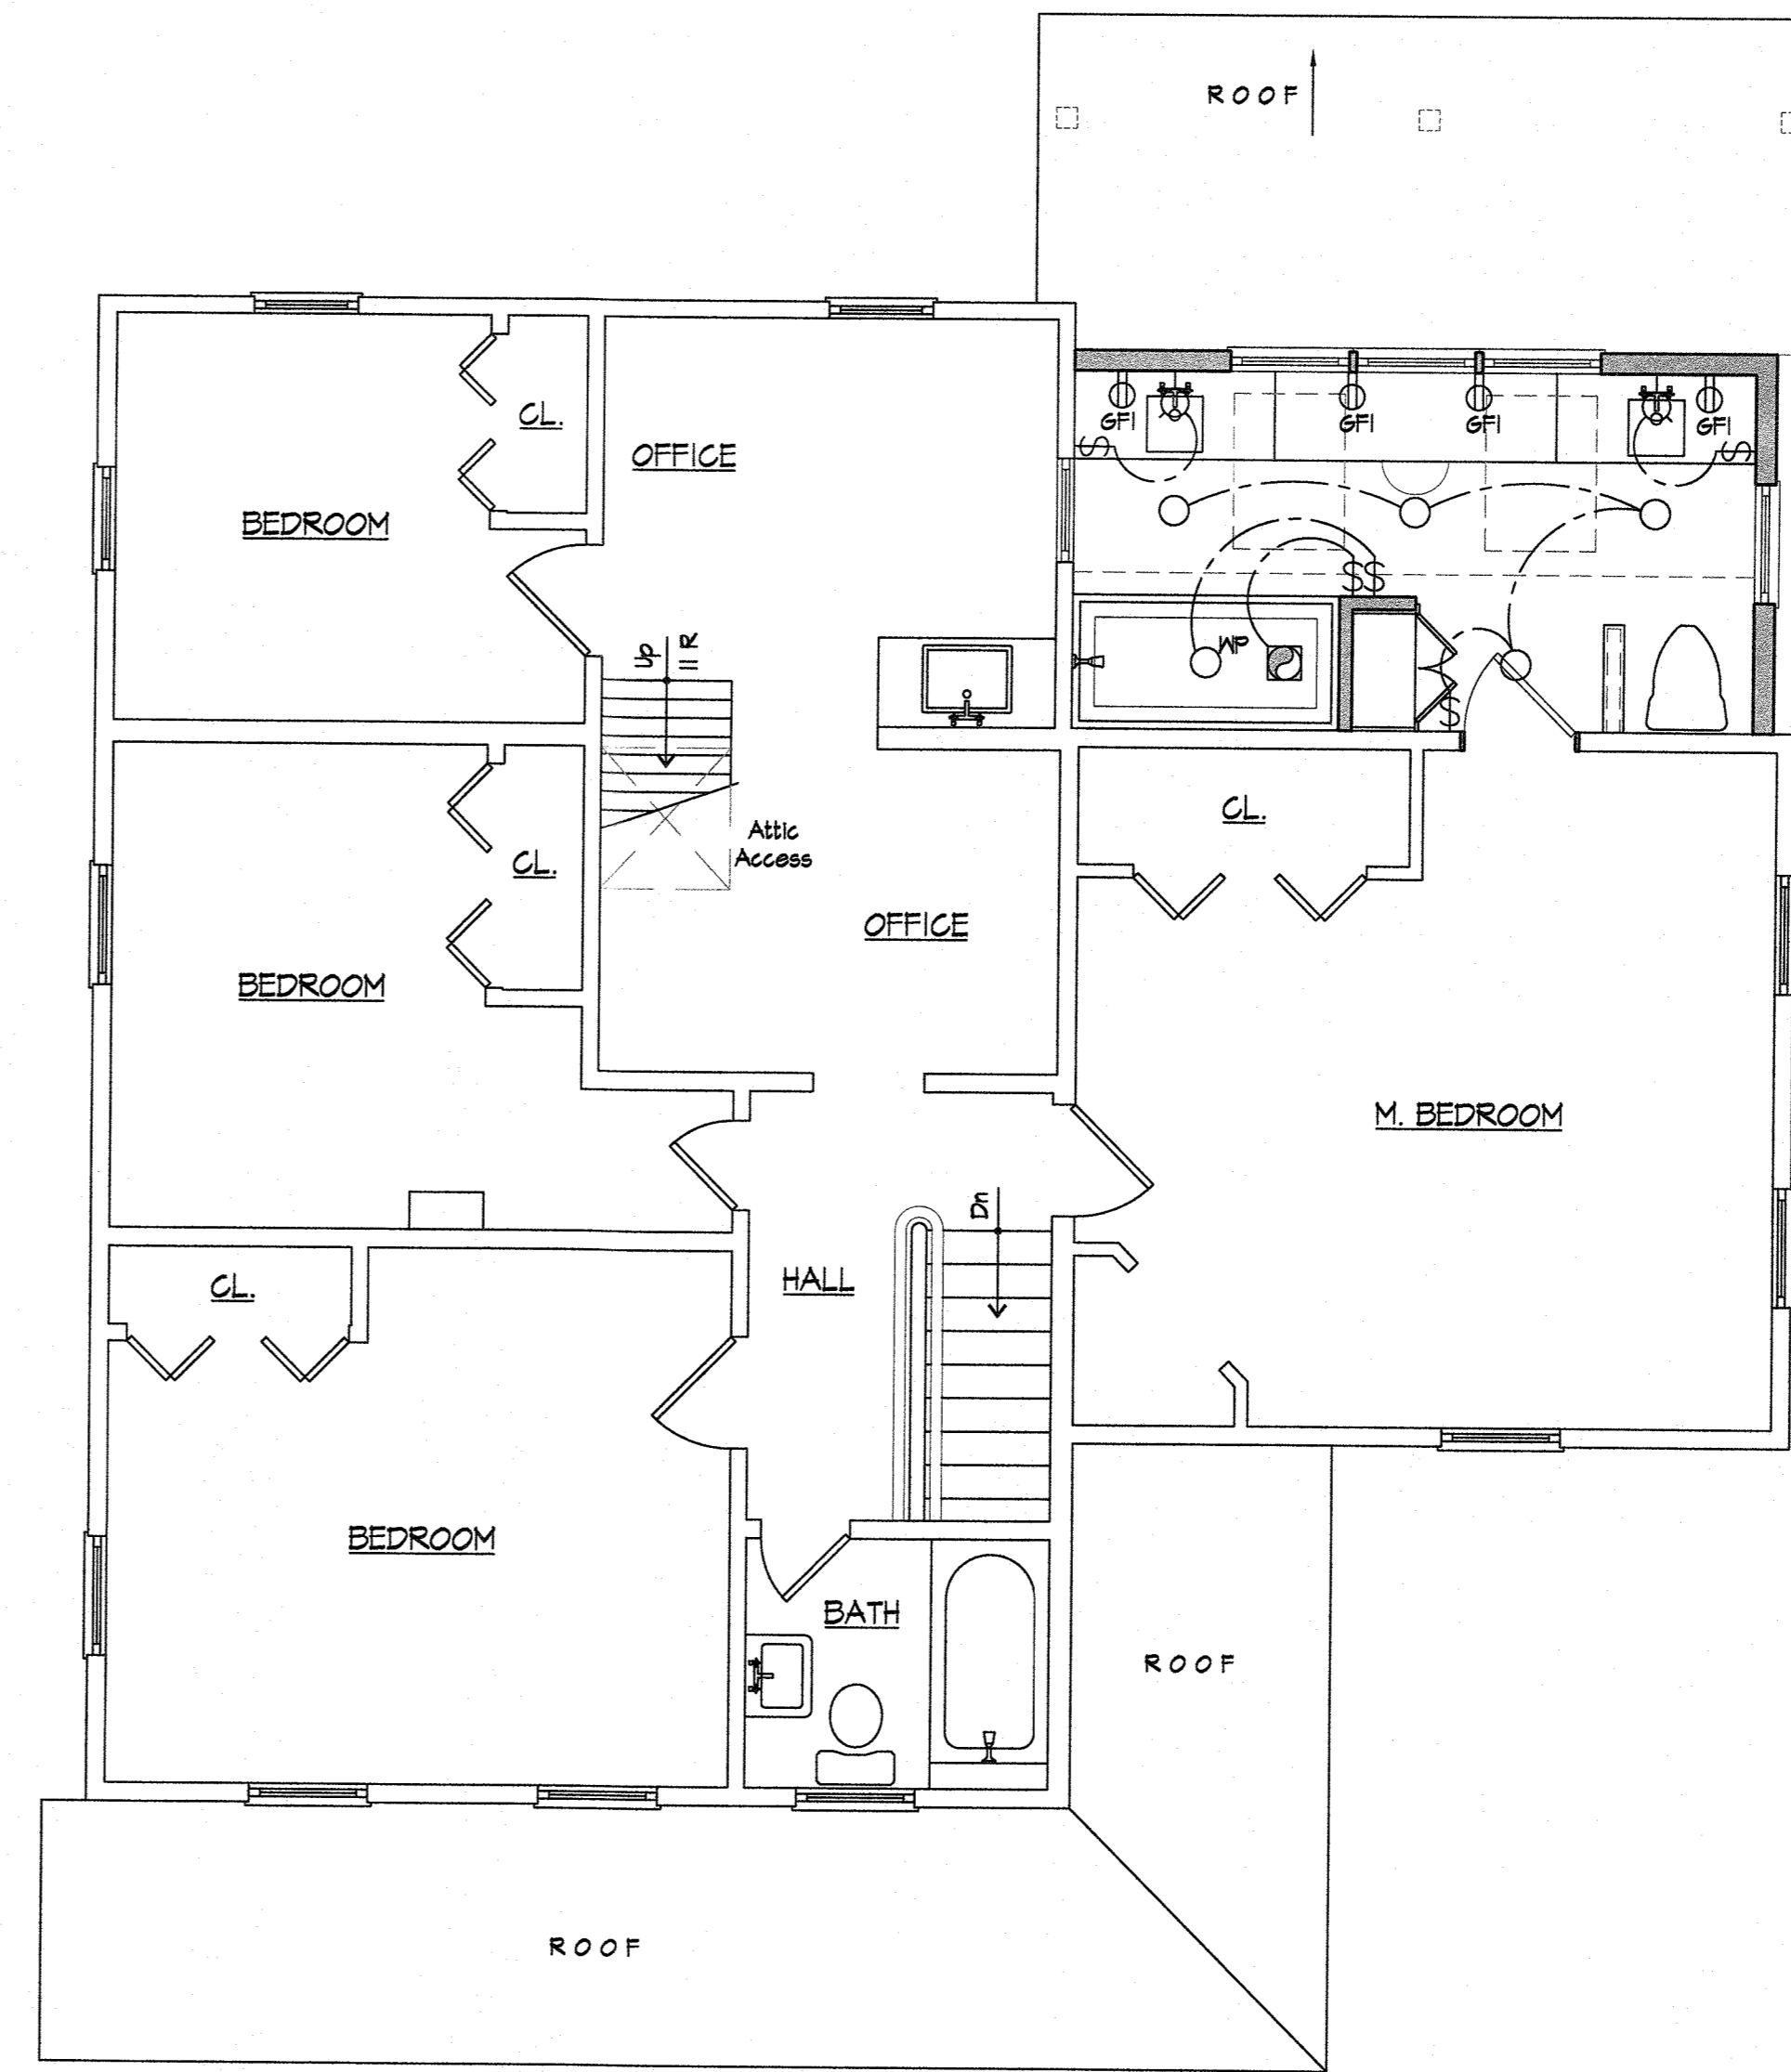 ROOF
GFI
GFI
GFI
GFI
$
$
CL.
OFFICE
BEDROOM
$$
Up
11 R
WP
$
Attic
Access
CL.
CL.
OFFICE
BEDROOM
M. BEDROOM
Dn
CL.
HALL
BEDROOM
BATH
ROOF
ROOF